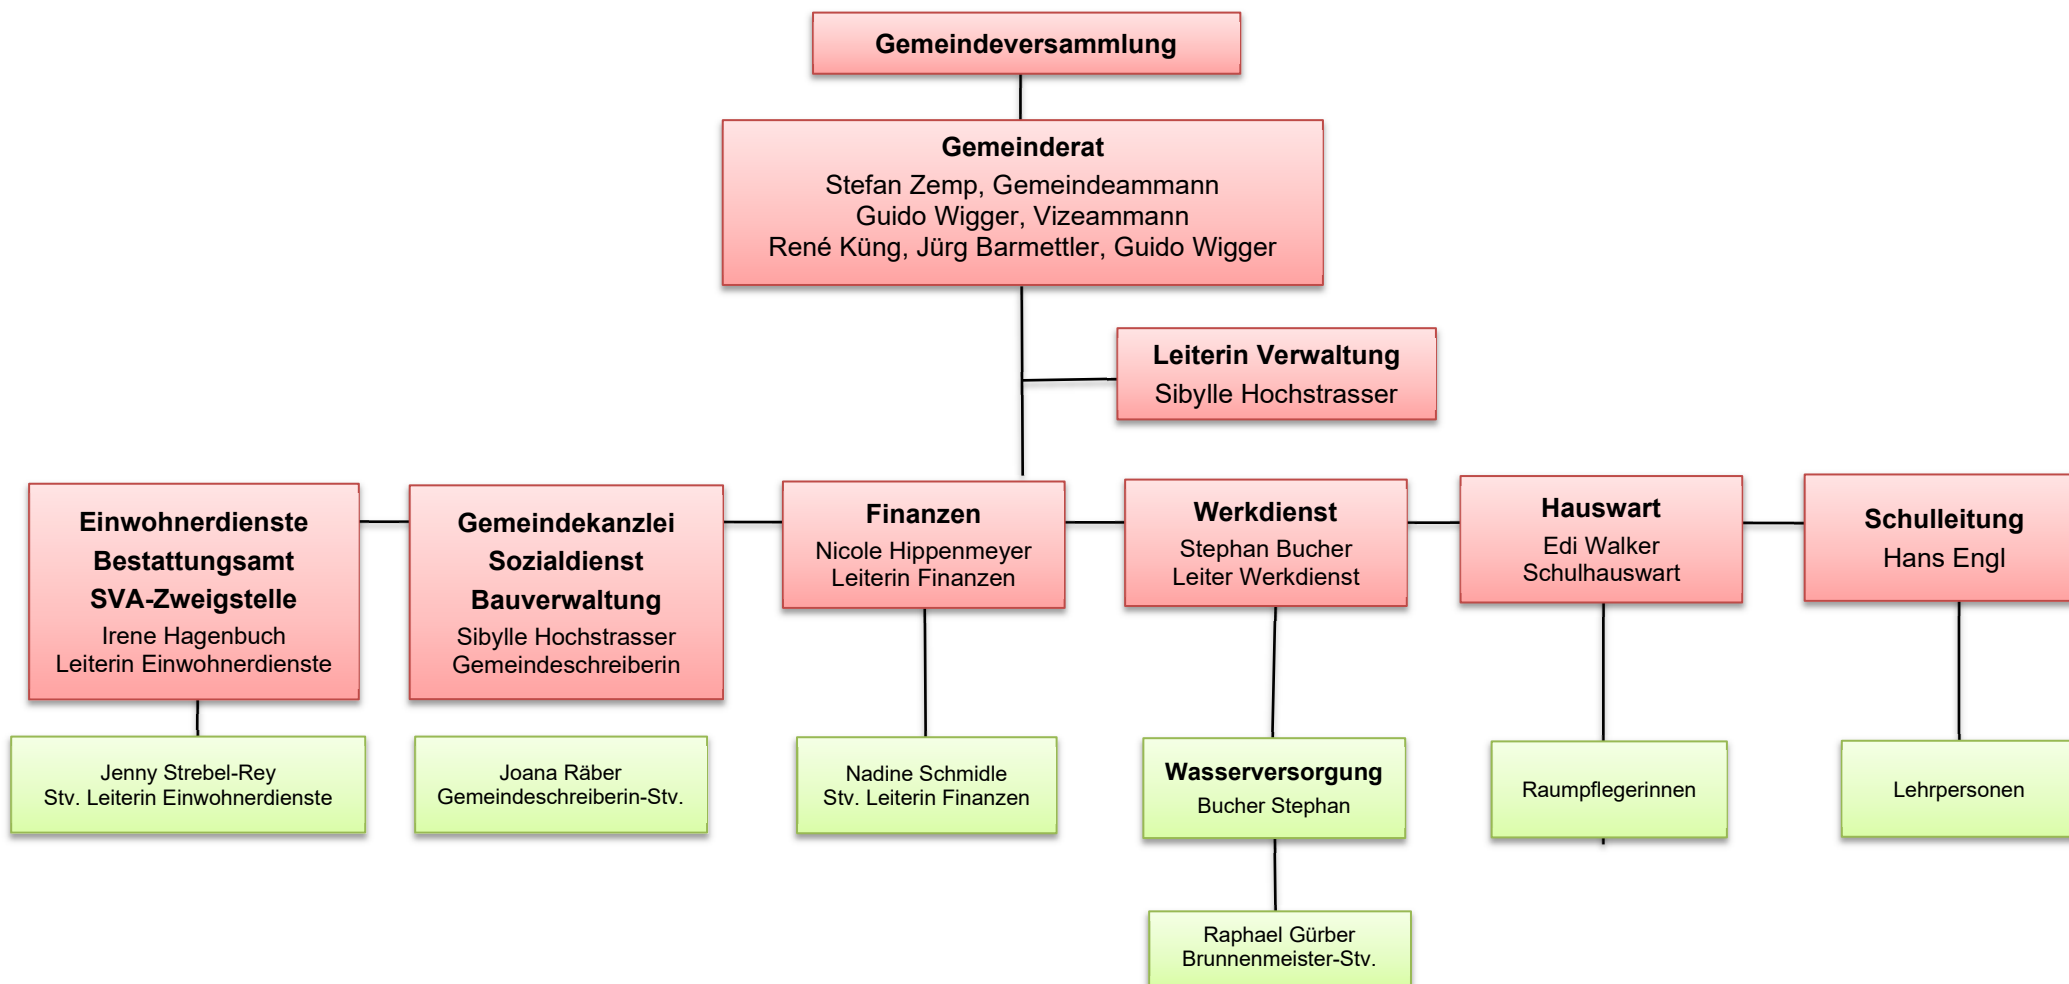 Gemeindeversammlung
Gemeinderat
Stefan Zemp, Gemeindeammann
Guido Wigger, Vizeammann
René Küng, Jürg Barmettler, Guido Wigger
Leiterin Verwaltung
Sibylle Hochstrasser
Einwohnerdienste
Bestattungsamt
SVA-Zweigstelle
Irene Hagenbuch
Leiterin Einwohnerdienste
Gemeindekanzlei
Sozialdienst
Bauverwaltung
Sibylle Hochstrasser
Gemeindeschreiberin
Finanzen
Nicole Hippenmeyer
Leiterin Finanzen
Werkdienst
Stephan Bucher
Leiter Werkdienst
Hauswart
Edi Walker
Schulhauswart
Schulleitung
Hans Engl
Jenny Strebel-Rey
Stv. Leiterin Einwohnerdienste
Joana Räber
Gemeindeschreiberin-Stv.
Nadine Schmidle
Stv. Leiterin Finanzen
Wasserversorgung
Bucher Stephan
Raumpflegerinnen
Lehrpersonen
Raphael Gürber
Brunnenmeister-Stv.